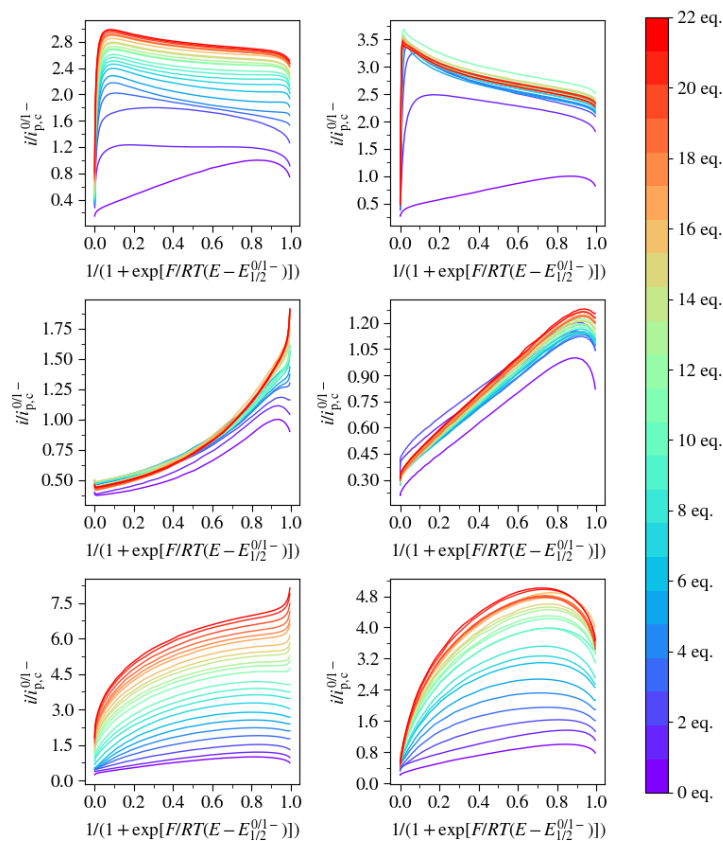 2.8
2.4
2.0
1.6
1.2
0.8
0.4
i/i_{p,c}^{0/1−}
0.0 0.2 0.4 0.6 0.8 1.0
1/(1 + exp[F/RT(E − E_{1/2}^{0/1−})])
3.5
3.0
2.5
2.0
1.5
1.0
0.5
i/i_{p,c}^{0/1−}
0.0 0.2 0.4 0.6 0.8 1.0
1/(1 + exp[F/RT(E − E_{1/2}^{0/1−})])
1.75
1.50
1.25
1.00
0.75
0.50
i/i_{p,c}^{0/1−}
0.0 0.2 0.4 0.6 0.8 1.0
1/(1 + exp[F/RT(E − E_{1/2}^{0/1−})])
1.20
1.05
0.90
0.75
0.60
0.45
0.30
i/i_{p,c}^{0/1−}
0.0 0.2 0.4 0.6 0.8 1.0
1/(1 + exp[F/RT(E − E_{1/2}^{0/1−})])
7.5
6.0
4.5
3.0
1.5
0.0
i/i_{p,c}^{0/1−}
0.0 0.2 0.4 0.6 0.8 1.0
1/(1 + exp[F/RT(E − E_{1/2}^{0/1−})])
4.8
4.0
3.2
2.4
1.6
0.8
0.0
i/i_{p,c}^{0/1−}
0.0 0.2 0.4 0.6 0.8 1.0
1/(1 + exp[F/RT(E − E_{1/2}^{0/1−})])
22 eq.
20 eq.
18 eq.
16 eq.
14 eq.
12 eq.
10 eq.
8 eq.
6 eq.
4 eq.
2 eq.
0 eq.